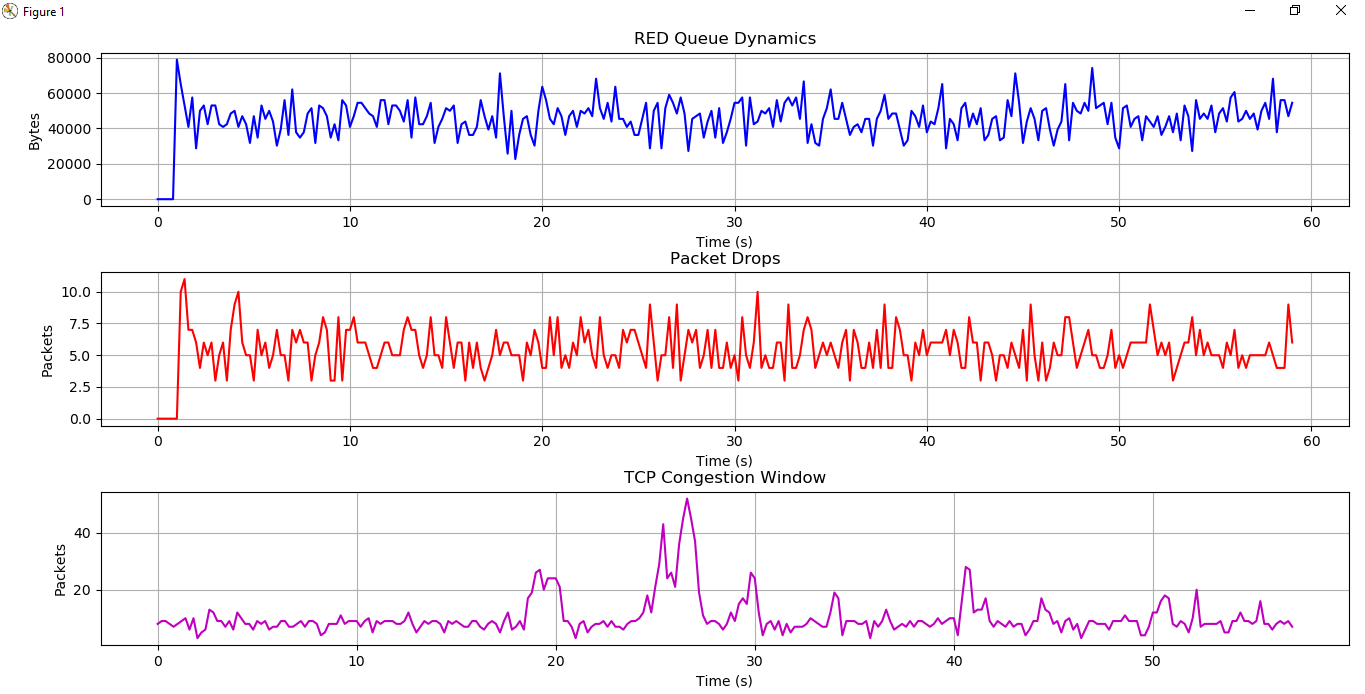 Figure 1
RED Queue Dynamics
80000
60000
40000
20000
0
Bytes
0 10 20 30 40 50 60
Time (s)
Packet Drops
10.0
7.5
5.0
2.5
0.0
Packets
0 10 20 30 40 50 60
Time (s)
TCP Congestion Window
40
20
Packets
0 10 20 30 40 50
Time (s)